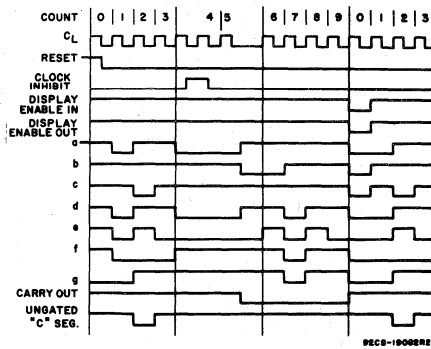 COUNT 0 1 2 3 4 5 6 7 8 9 0 1 2 3
CL
RESET
CLOCK
INHIBIT
DISPLAY
ENABLE IN
DISPLAY
ENABLE OUT
a
b
c
d
e
f
g
CARRY OUT
UNGATED
"C" SEG.
92CS-19092R2